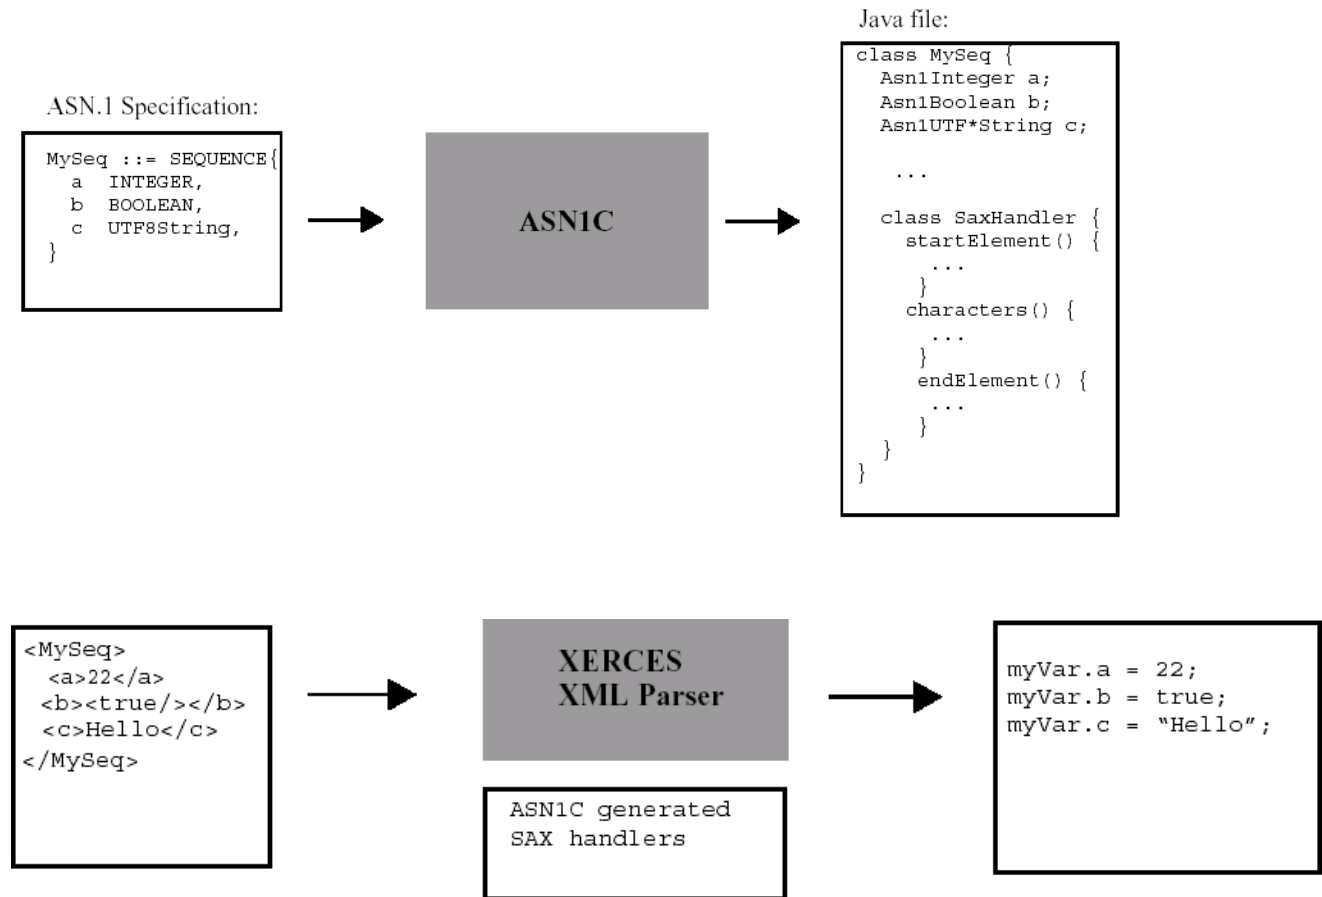 Java file:
class MySeq {
Asn1Integer a;
Asn1Boolean b;
Asn1UTF*String c;
...
class SaxHandler {
startElement() {
...
}
characters() {
...
}
endElement() {
...
}
}
}
ASN.1 Specification:
MySeq ::= SEQUENCE{
a INTEGER,
b BOOLEAN,
c UTF8String,
}
ASN1C
<MySeq>
<a>22</a>
<b><true/></b>
<c>Hello</c>
</MySeq>
XERCES
XML Parser
ASN1C generated
SAX handlers
myVar.a = 22;
myVar.b = true;
myVar.c = “Hello”;